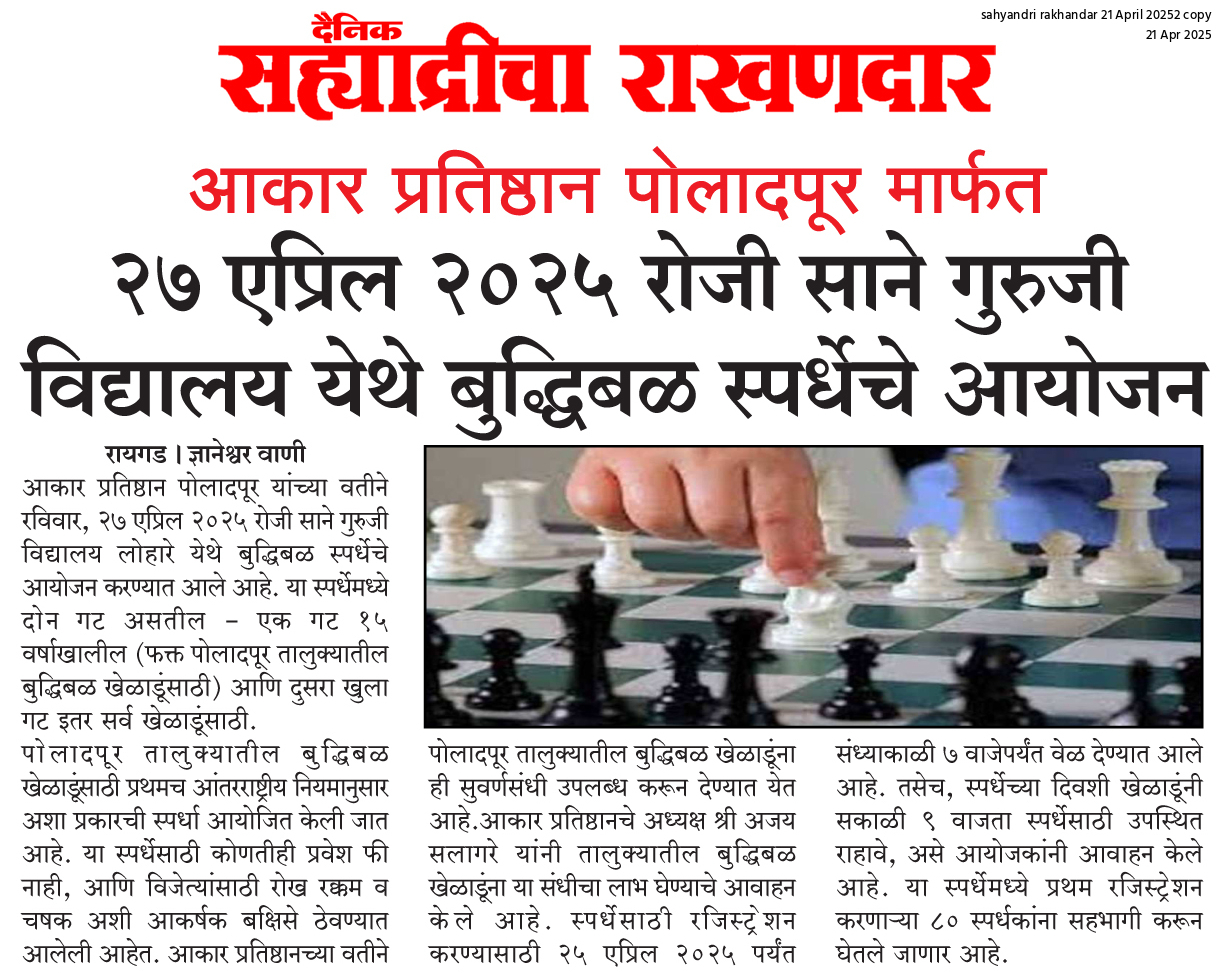 sahyandri rakhandar 21 April 20252 copy
21 Apr 2025
दैनिक
सह्याद्रीचा राखणदार
आकार प्रतिष्ठान पोलादपूर मार्फत
२७ एप्रिल २०२५ रोजी साने गुरुजी
विद्यालय येथे बुद्धिबळ स्पर्धेचे आयोजन
रायगड । ज्ञानेश्वर वाणी
आकार प्रतिष्ठान पोलादपूर यांच्या वतीने
रविवार, २७ एप्रिल २०२५ रोजी साने गुरुजी
विद्यालय लोहारे येथे बुद्धिबळ स्पर्धेचे
आयोजन करण्यात आले आहे. या स्पर्धेमध्ये
दोन गट असतील – एक गट १५
वर्षाखालील (फक्त पोलादपूर तालुक्यातील
बुद्धिबळ खेळाडूंसाठी) आणि दुसरा खुला
गट इतर सर्व खेळाडूंसाठी.
पोलादपूर तालुक्यातील बुद्धिबळ
खेळाडूंसाठी प्रथमच आंतरराष्ट्रीय नियमानुसार
अशा प्रकारची स्पर्धा आयोजित केली जात
आहे. या स्पर्धेसाठी कोणतीही प्रवेश फी
नाही, आणि विजेत्यांसाठी रोख रक्कम व
चषक अशी आकर्षक बक्षिसे ठेवण्यात
आलेली आहेत. आकार प्रतिष्ठानच्या वतीने
पोलादपूर तालुक्यातील बुद्धिबळ खेळाडूंना
ही सुवर्णसंधी उपलब्ध करून देण्यात येत
आहे.आकार प्रतिष्ठानचे अध्यक्ष श्री अजय
सलागरे यांनी तालुक्यातील बुद्धिबळ
खेळाडूंना या संधीचा लाभ घेण्याचे आवाहन
केले आहे. स्पर्धेसाठी रजिस्ट्रेशन
करण्यासाठी २५ एप्रिल २०२५ पर्यंत
संध्याकाळी ७ वाजेपर्यंत वेळ देण्यात आले
आहे. तसेच, स्पर्धेच्या दिवशी खेळाडूंनी
सकाळी ९ वाजता स्पर्धेसाठी उपस्थित
राहावे, असे आयोजकांनी आवाहन केले
आहे. या स्पर्धेमध्ये प्रथम रजिस्ट्रेशन
करणाऱ्या ८० स्पर्धकांना सहभागी करून
घेतले जाणार आहे.